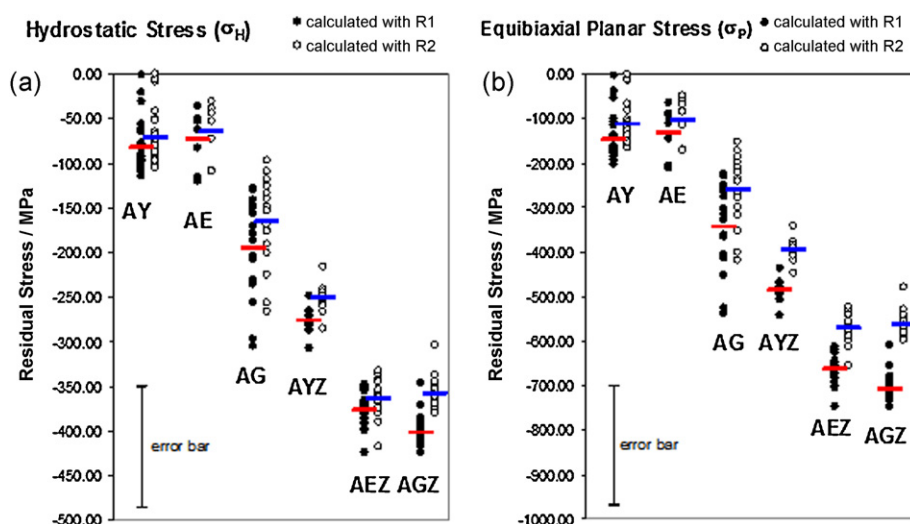 Hydrostatic Stress (σH)
calculated with R1
calculated with R2
Equibiaxial Planar Stress (σP)
calculated with R1
calculated with R2
(a)
0.00
-50.00
-100.00
-150.00
-200.00
-250.00
-300.00
-350.00
-400.00
-450.00
-500.00
Residual Stress / MPa
AY
AE
AG
AYZ
AEZ
AGZ
error bar
(b)
0.00
-100.00
-200.00
-300.00
-400.00
-500.00
-600.00
-700.00
-800.00
-900.00
-1000.00
Residual Stress / MPa
AY
AE
AG
AYZ
AEZ
AGZ
error bar